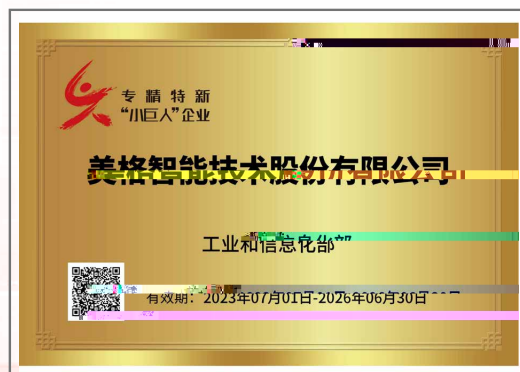 专精特新
“小巨人”企业
美格智能技术股份有限公司
工业和信息化部
有效期：2023年07月01日-2026年06月30日